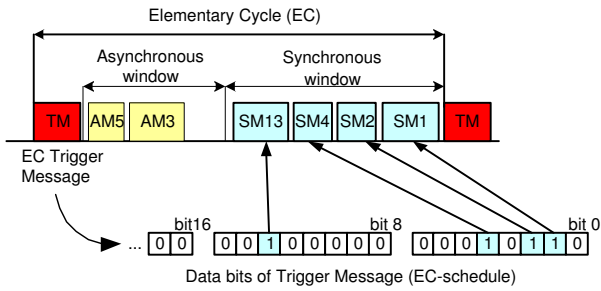 Elementary Cycle (EC)
Asynchronous
window
Synchronous
window
TM AM5 AM3 SM13 SM4 SM2 SM1 TM
EC Trigger
Message
bit16 bit 8 bit 0
... 0 0 0 0 1 0 0 0 0 0 0 0 0 0 1 0 1 1 0
Data bits of Trigger Message (EC-schedule)